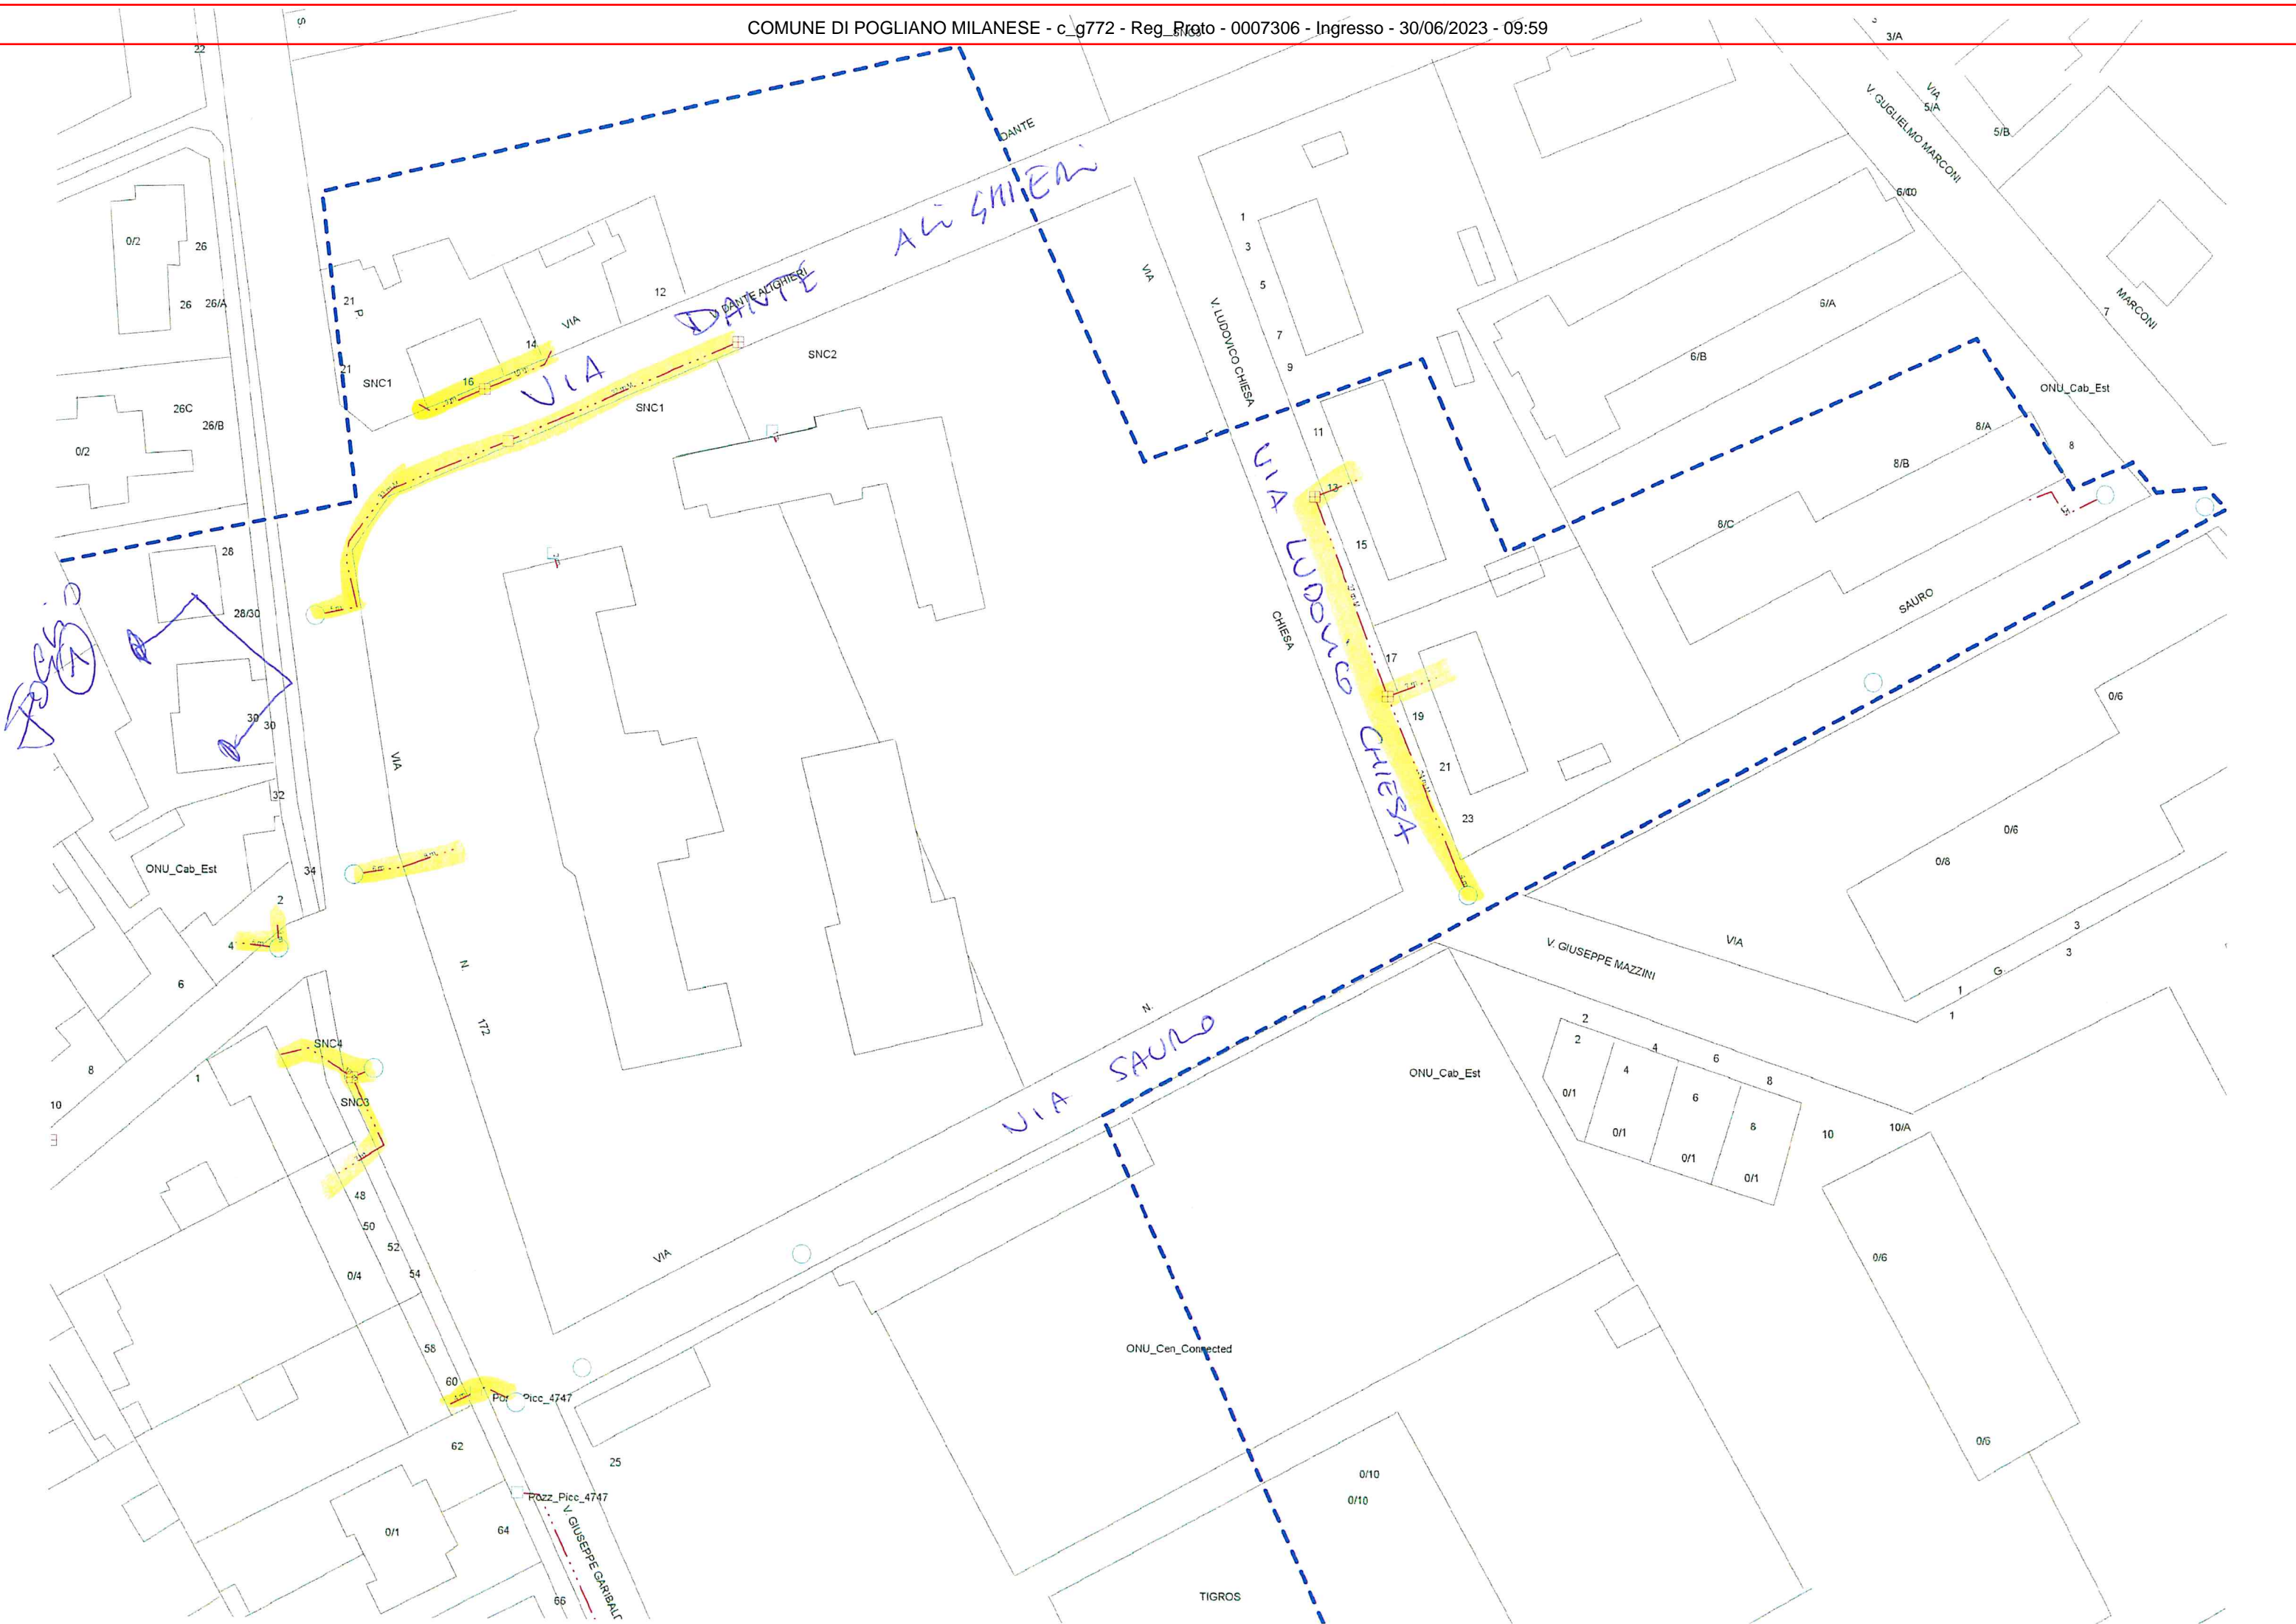 COMUNE DI POGLIANO MILANESE - c_g772 - Reg_Proto - 0007306 - Ingresso - 30/06/2023 - 09:59
3/A
22
S.
VIA
5/A
5/B
V. GUGLIELMO MARCONI
DANTE
ALIGHIERI
6/10
0/2
26
1
3
5
7
9
VIA
V. LUDOVICO CHIESA
MARCONI
7
26
26/A
21
P
12
DANTE ALIGHIERI
VIA DANTE
VIA
6/A
14
SNC2
6/B
21
SNC1
16
SNC1
ONU_Cab_Est
26C
26/B
0/2
11
8/A
8
8/B
13
8/C
28
15
28/30
SAURO
CHIESA
VIA LUDOVICO CHIESA
17
19
0/6
30
30
VIA
21
32
23
0/6
ONU_Cab_Est
34
0/8
2
4
VIA
V. GIUSEPPE MAZZINI
3
3
G.
1
1
6
N.
172
N.
VIA SAURO
SNC4
8
1
SNC3
10
ONU_Cab_Est
2
2
4
6
8
4
6
8
0/1
0/1
0/1
0/1
10
10/A
48
50
52
54
0/4
VIA
0/6
58
ONU_Cen_Connected
60
Picc_4747
62
25
0/6
0/10
0/10
Pozz_Picc_4747
0/1
64
V. GIUSEPPE GARIBALD
66
TIGROS